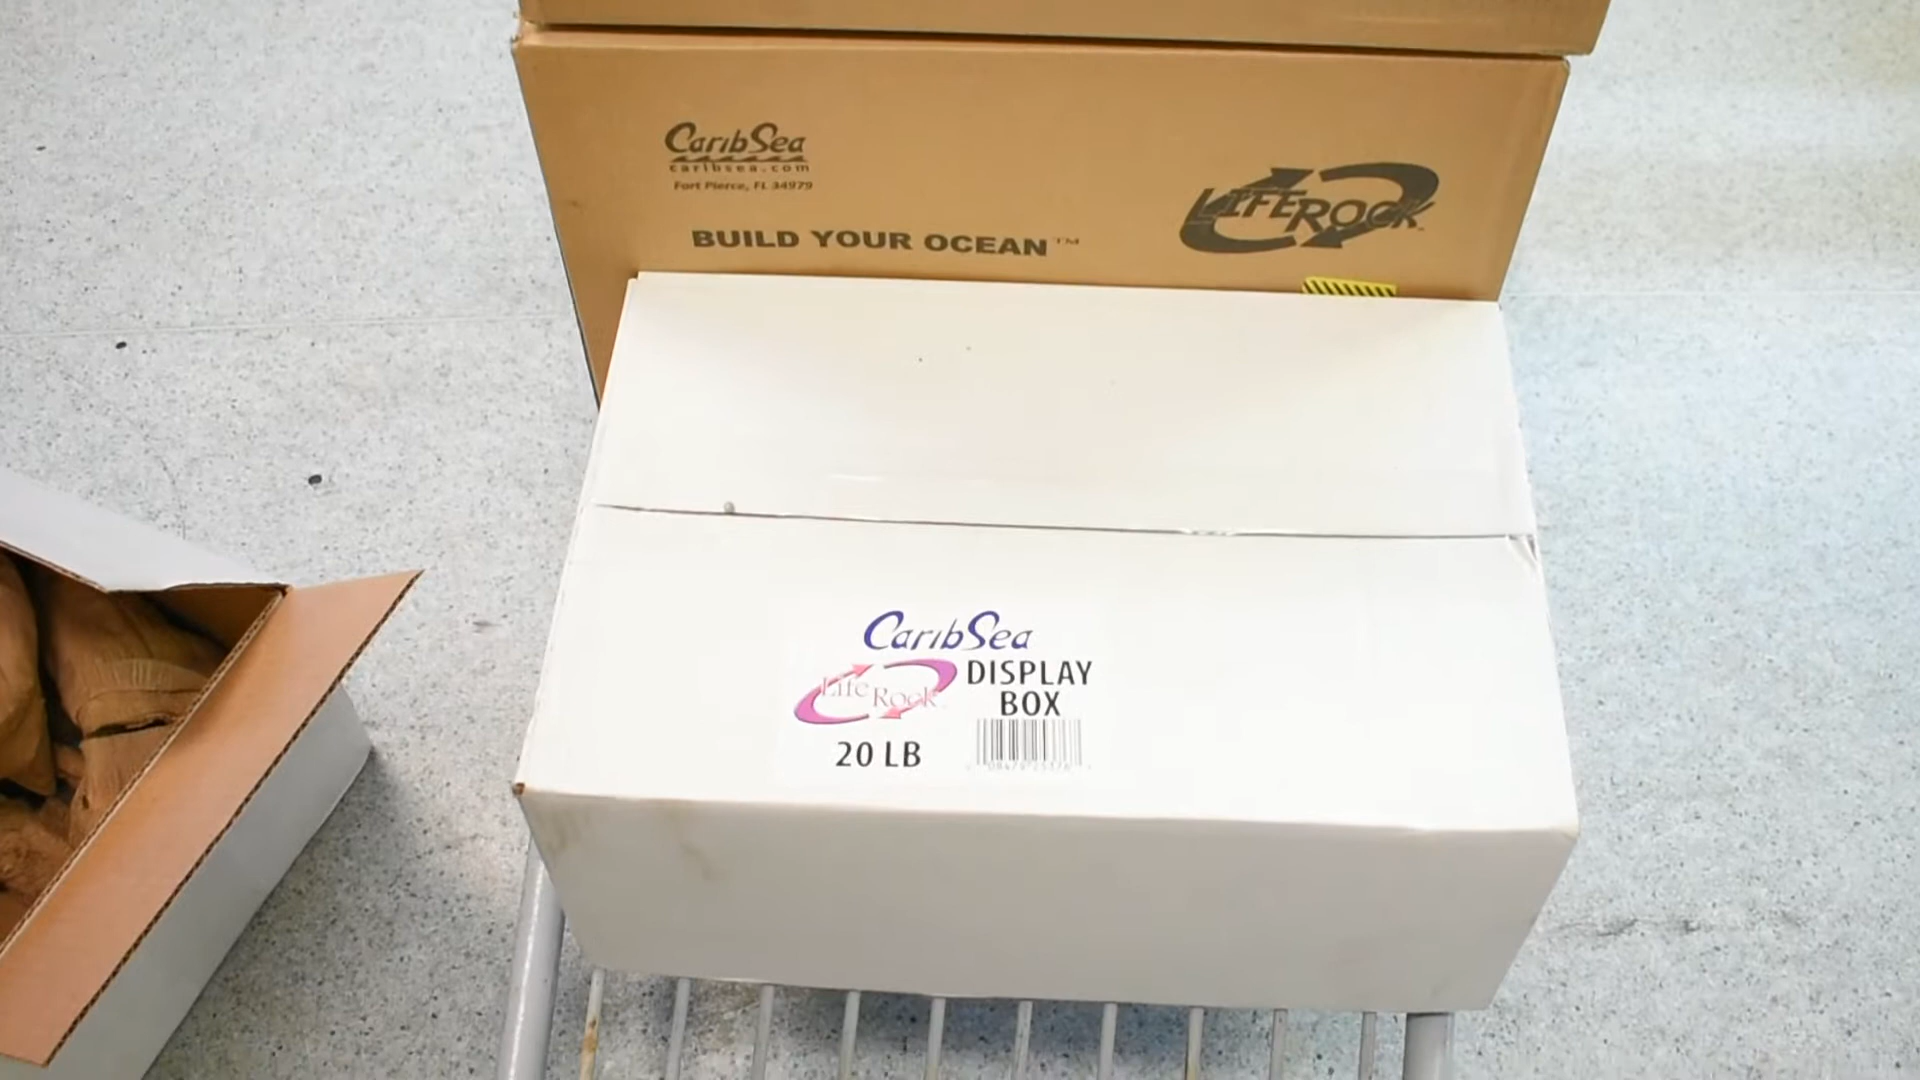 CaribSea
caribsea.com
Fort Pierce, FL 34979
LIFEROCK
BUILD YOUR OCEAN™
CaribSea
Life Rock
DISPLAY
BOX
20 LB